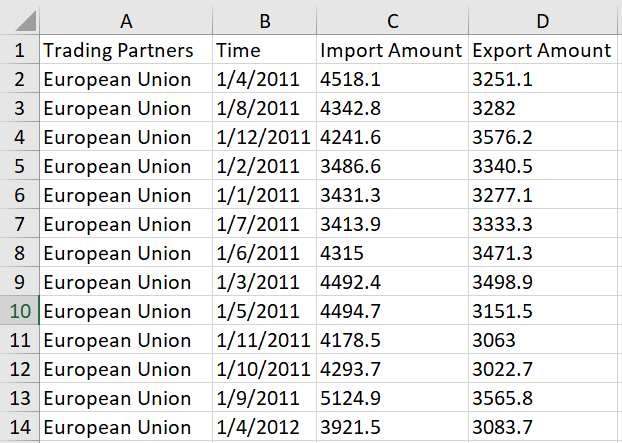 A B C D
1 Trading Partners Time Import Amount Export Amount
2 European Union 1/4/2011 4518.1 3251.1
3 European Union 1/8/2011 4342.8 3282
4 European Union 1/12/2011 4241.6 3576.2
5 European Union 1/2/2011 3486.6 3340.5
6 European Union 1/1/2011 3431.3 3277.1
7 European Union 1/7/2011 3413.9 3333.3
8 European Union 1/6/2011 4315 3471.3
9 European Union 1/3/2011 4492.4 3498.9
10 European Union 1/5/2011 4494.7 3151.5
11 European Union 1/11/2011 4178.5 3063
12 European Union 1/10/2011 4293.7 3022.7
13 European Union 1/9/2011 5124.9 3565.8
14 European Union 1/4/2012 3921.5 3083.7